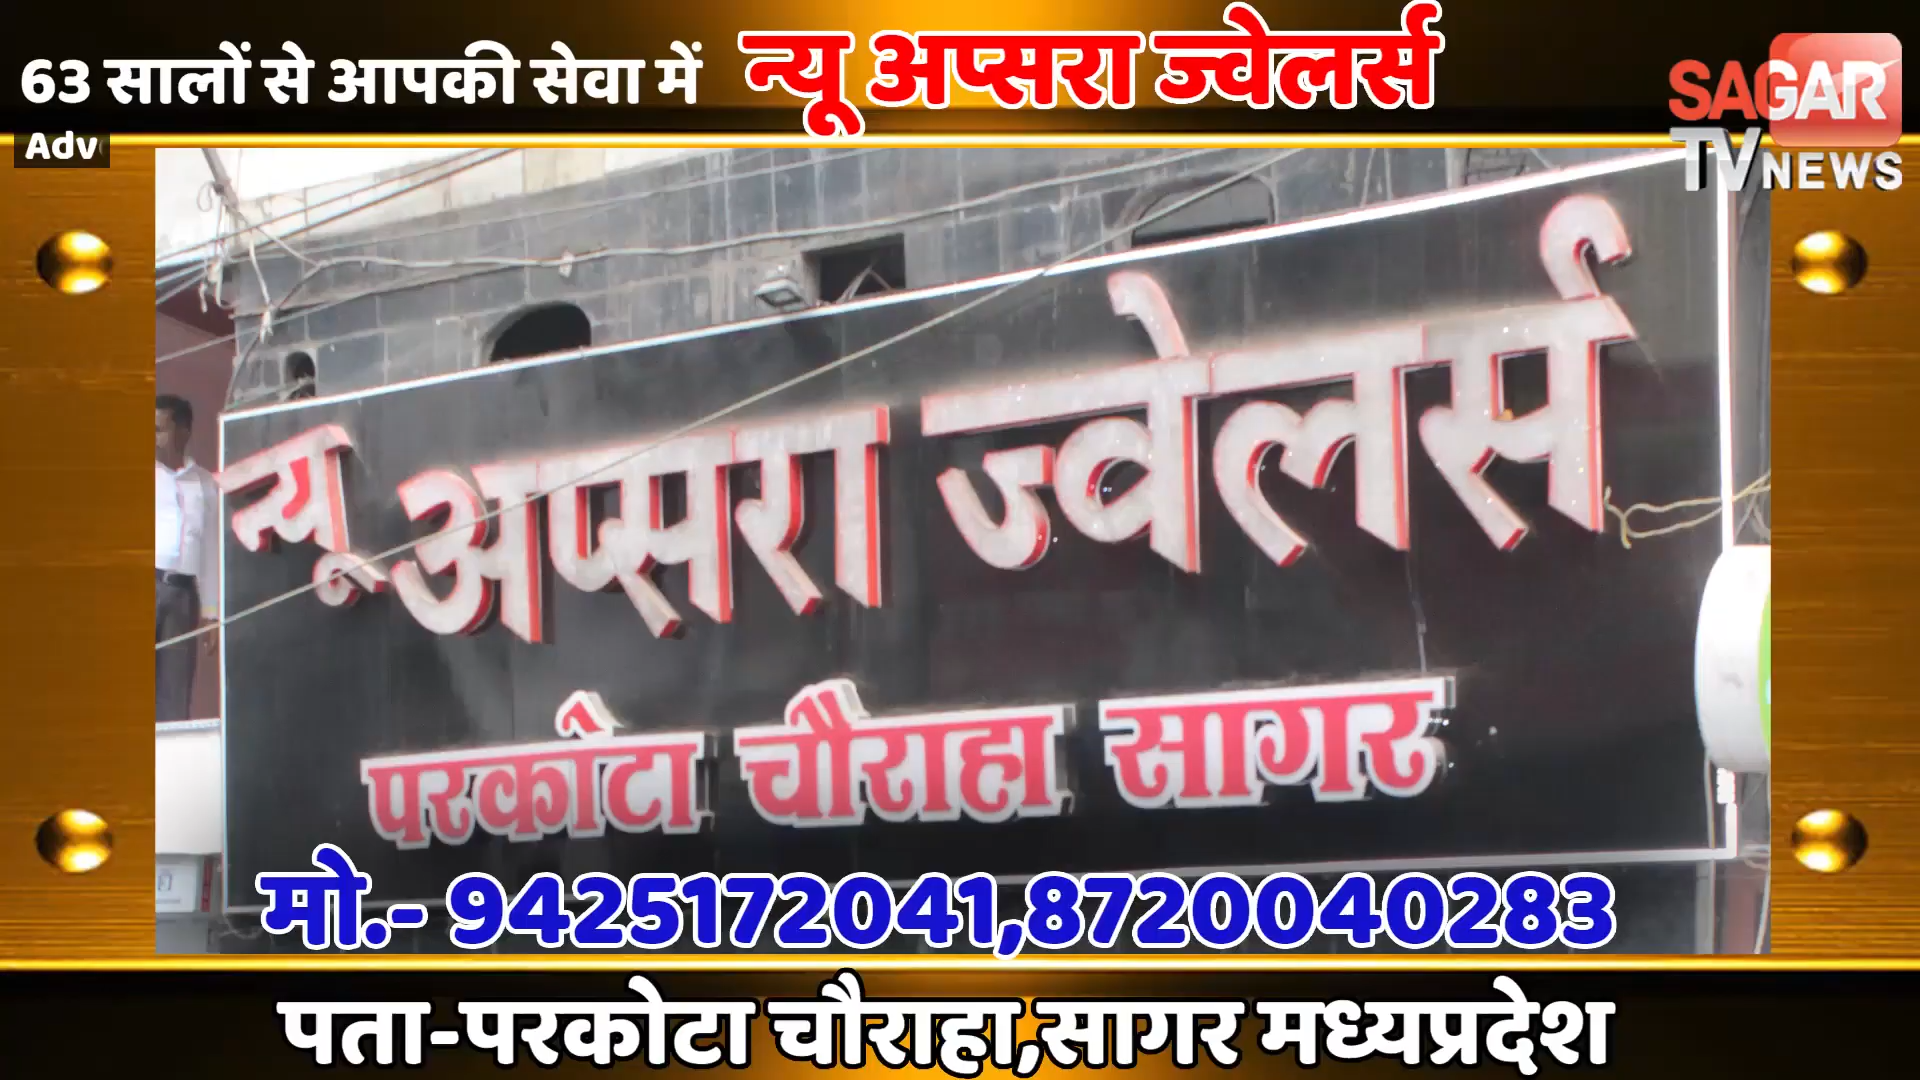 63 सालों से आपकी सेवा में न्यू अप्सरा ज्वेलर्स
SAGAR
TV NEWS
Adv
न्यू अप्सरा ज्वेलर्स
परकोटा चौराहा सागर
मो.- 9425172041,8720040283
पता-परकोटा चौराहा,सागर मध्यप्रदेश